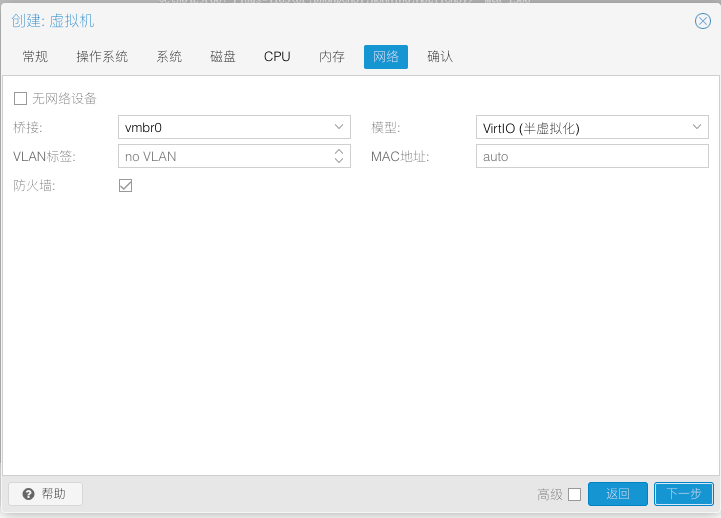 创建: 虚拟机
常规 操作系统 系统 磁盘 CPU 内存 网络 确认
无网络设备
桥接: vmbr0 模型: VirtIO (半虚拟化)
VLAN标签: no VLAN MAC地址: auto
防火墙:
帮助 高级 返回 下一步